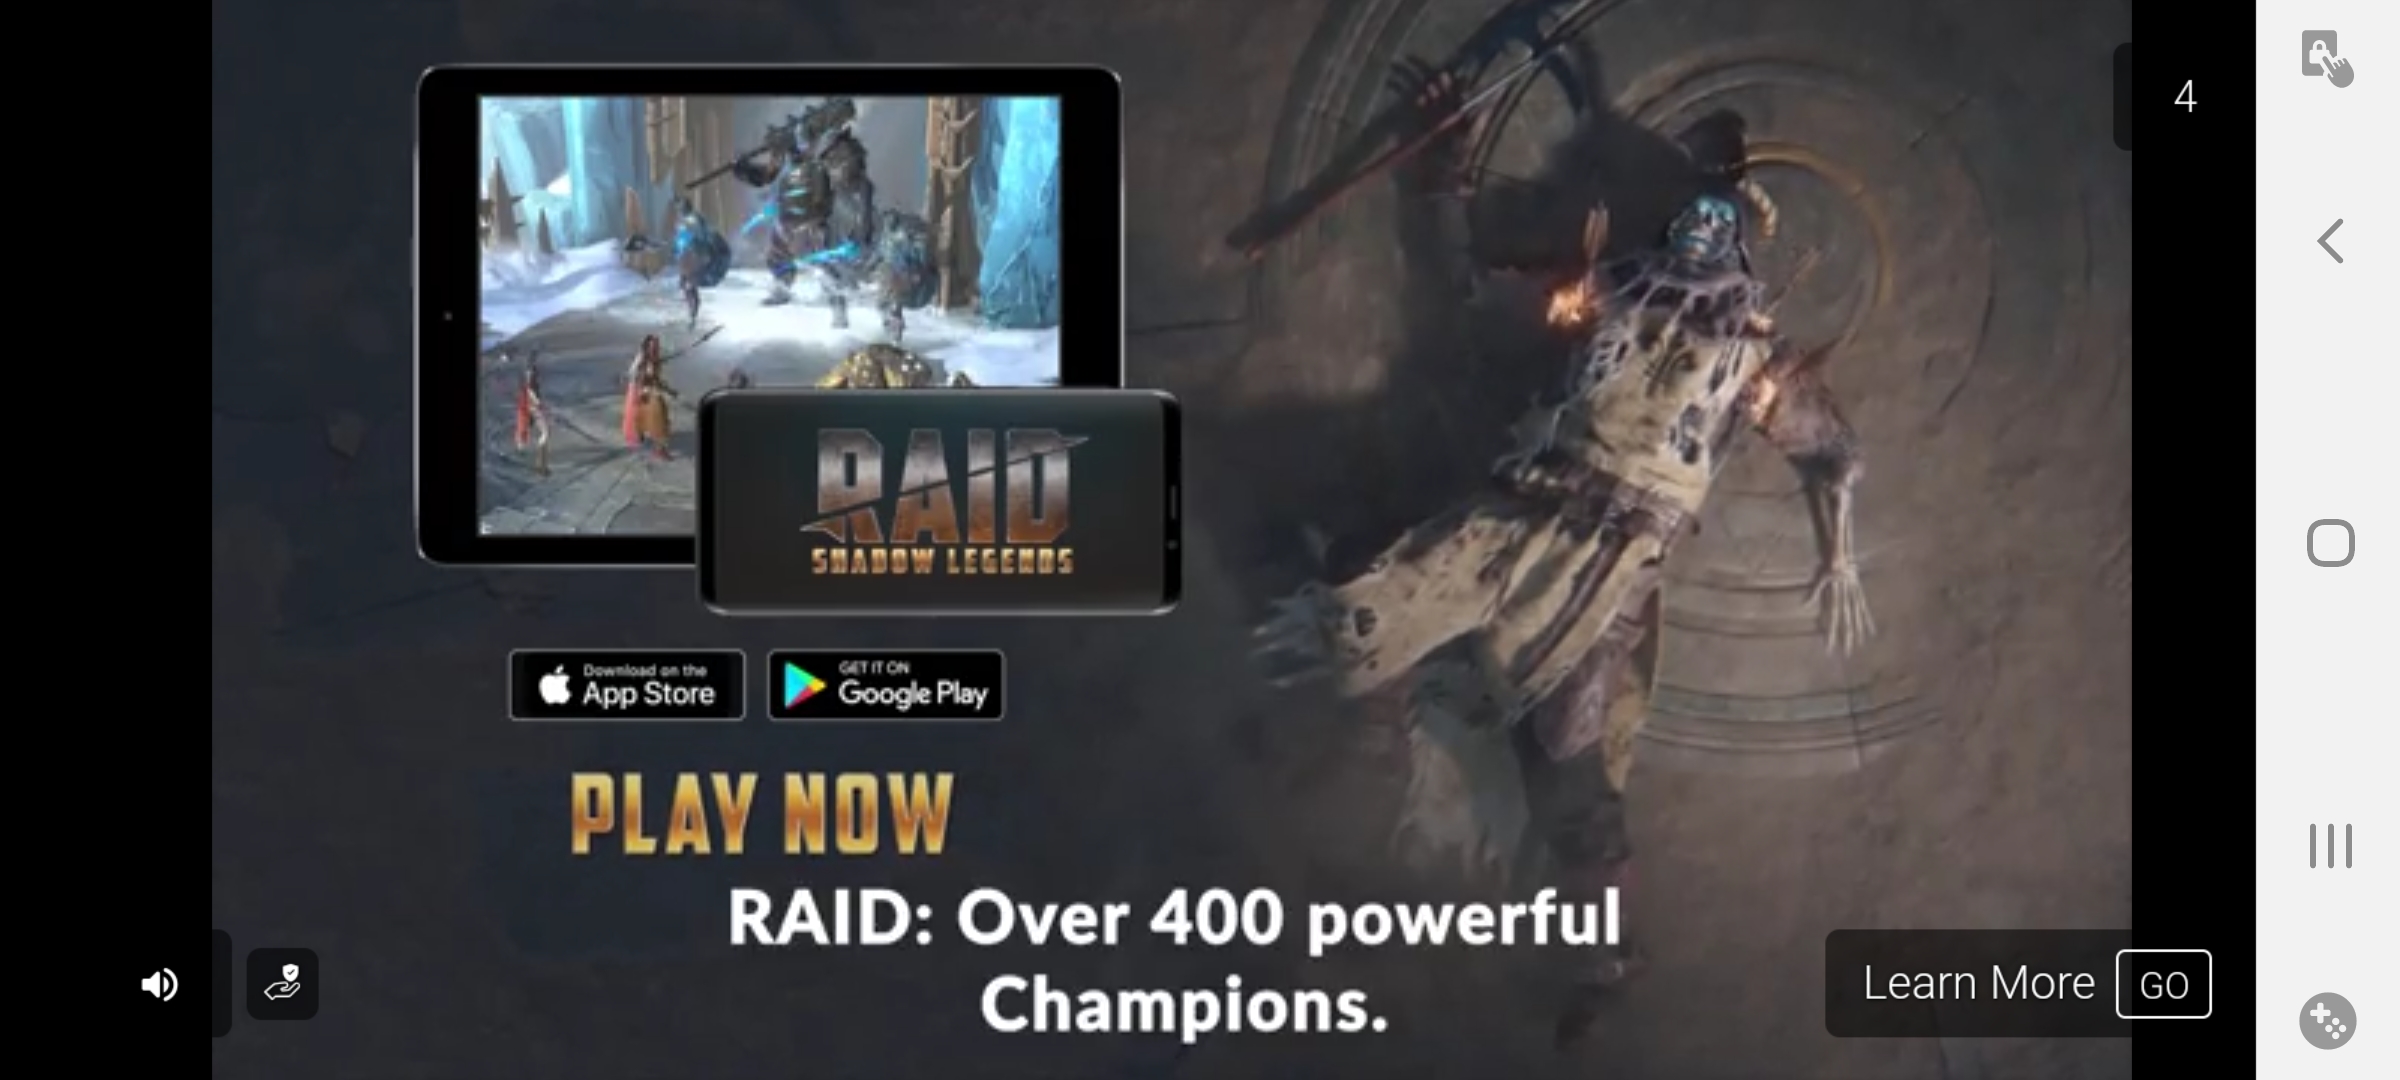 4
RAID
SHADOW LEGENDS
Download on the
App Store
GET IT ON
Google Play
PLAY NOW
RAID: Over 400 powerful
Champions.
Learn More GO